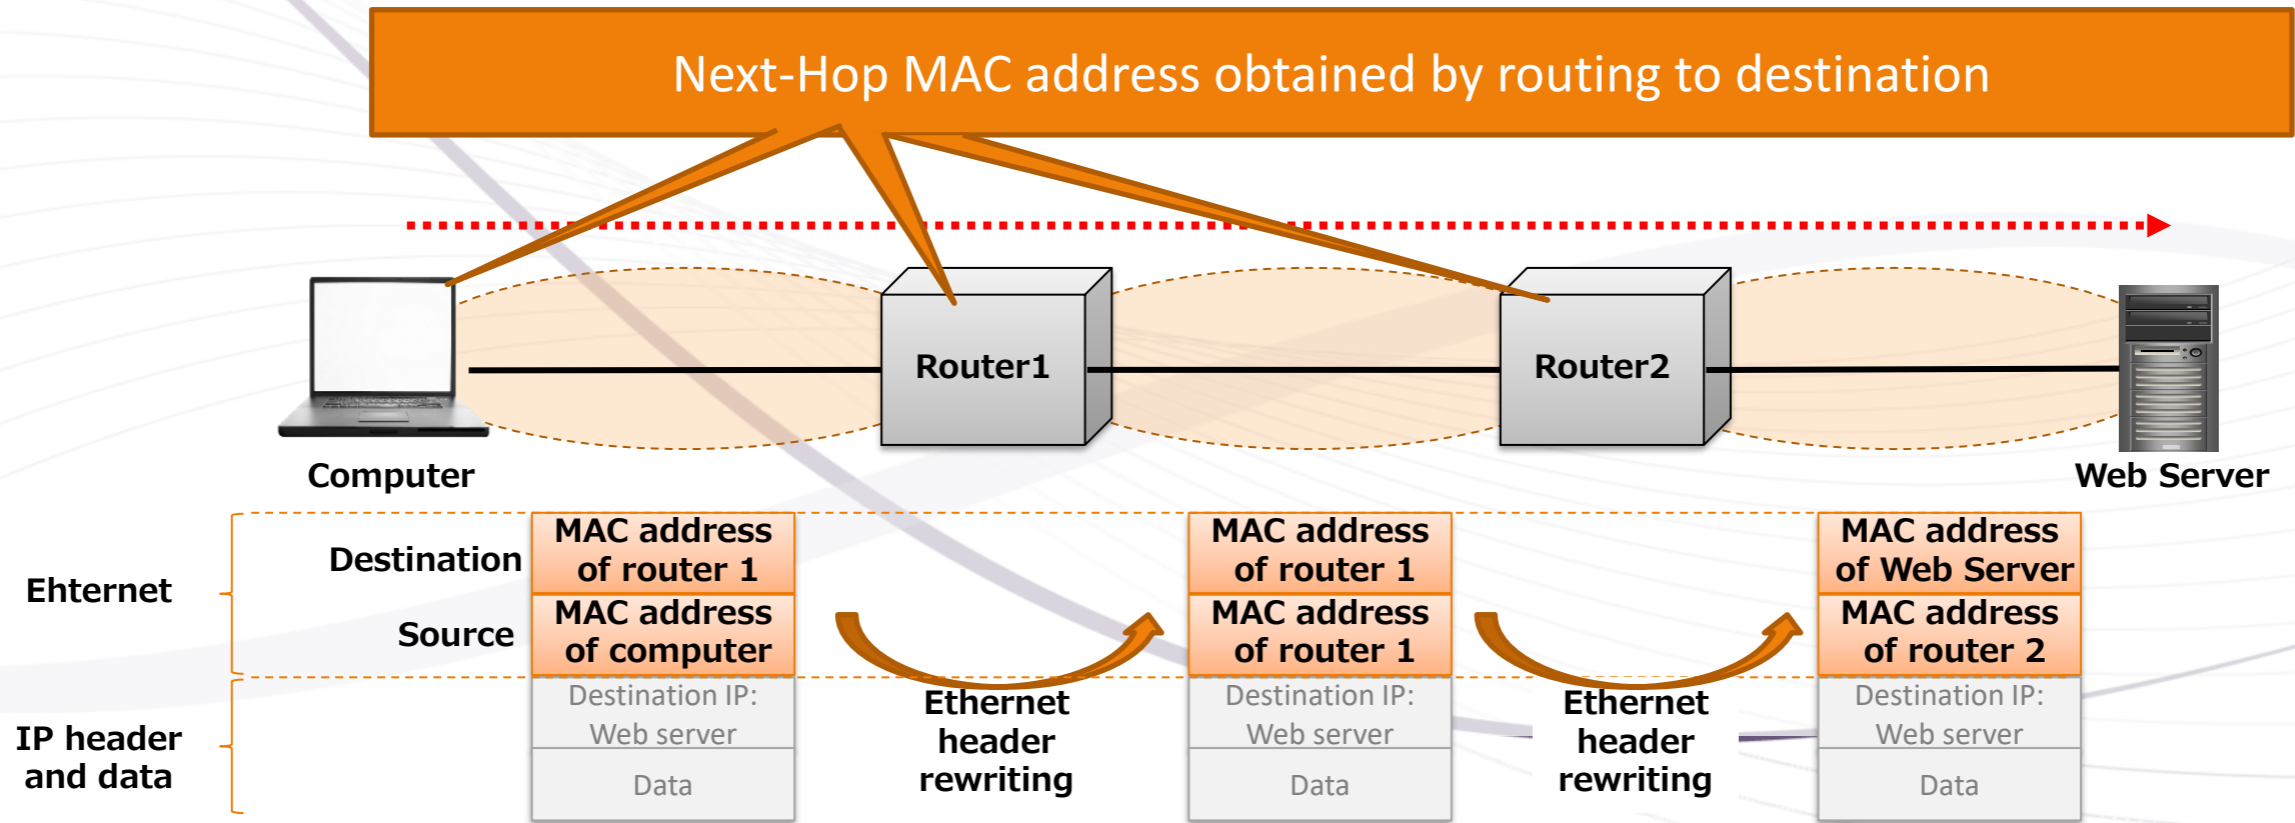 Next-Hop MAC address obtained by routing to destination
Router1
Router2
Computer
Web Server
Ehternet
Destination
Source
MAC address
of router 1
MAC address
of computer
MAC address
of router 1
MAC address
of router 1
MAC address
of Web Server
MAC address
of router 2
IP header
and data
Destination IP:
Web server
Data
Ethernet
header
rewriting
Destination IP:
Web server
Data
Ethernet
header
rewriting
Destination IP:
Web server
Data